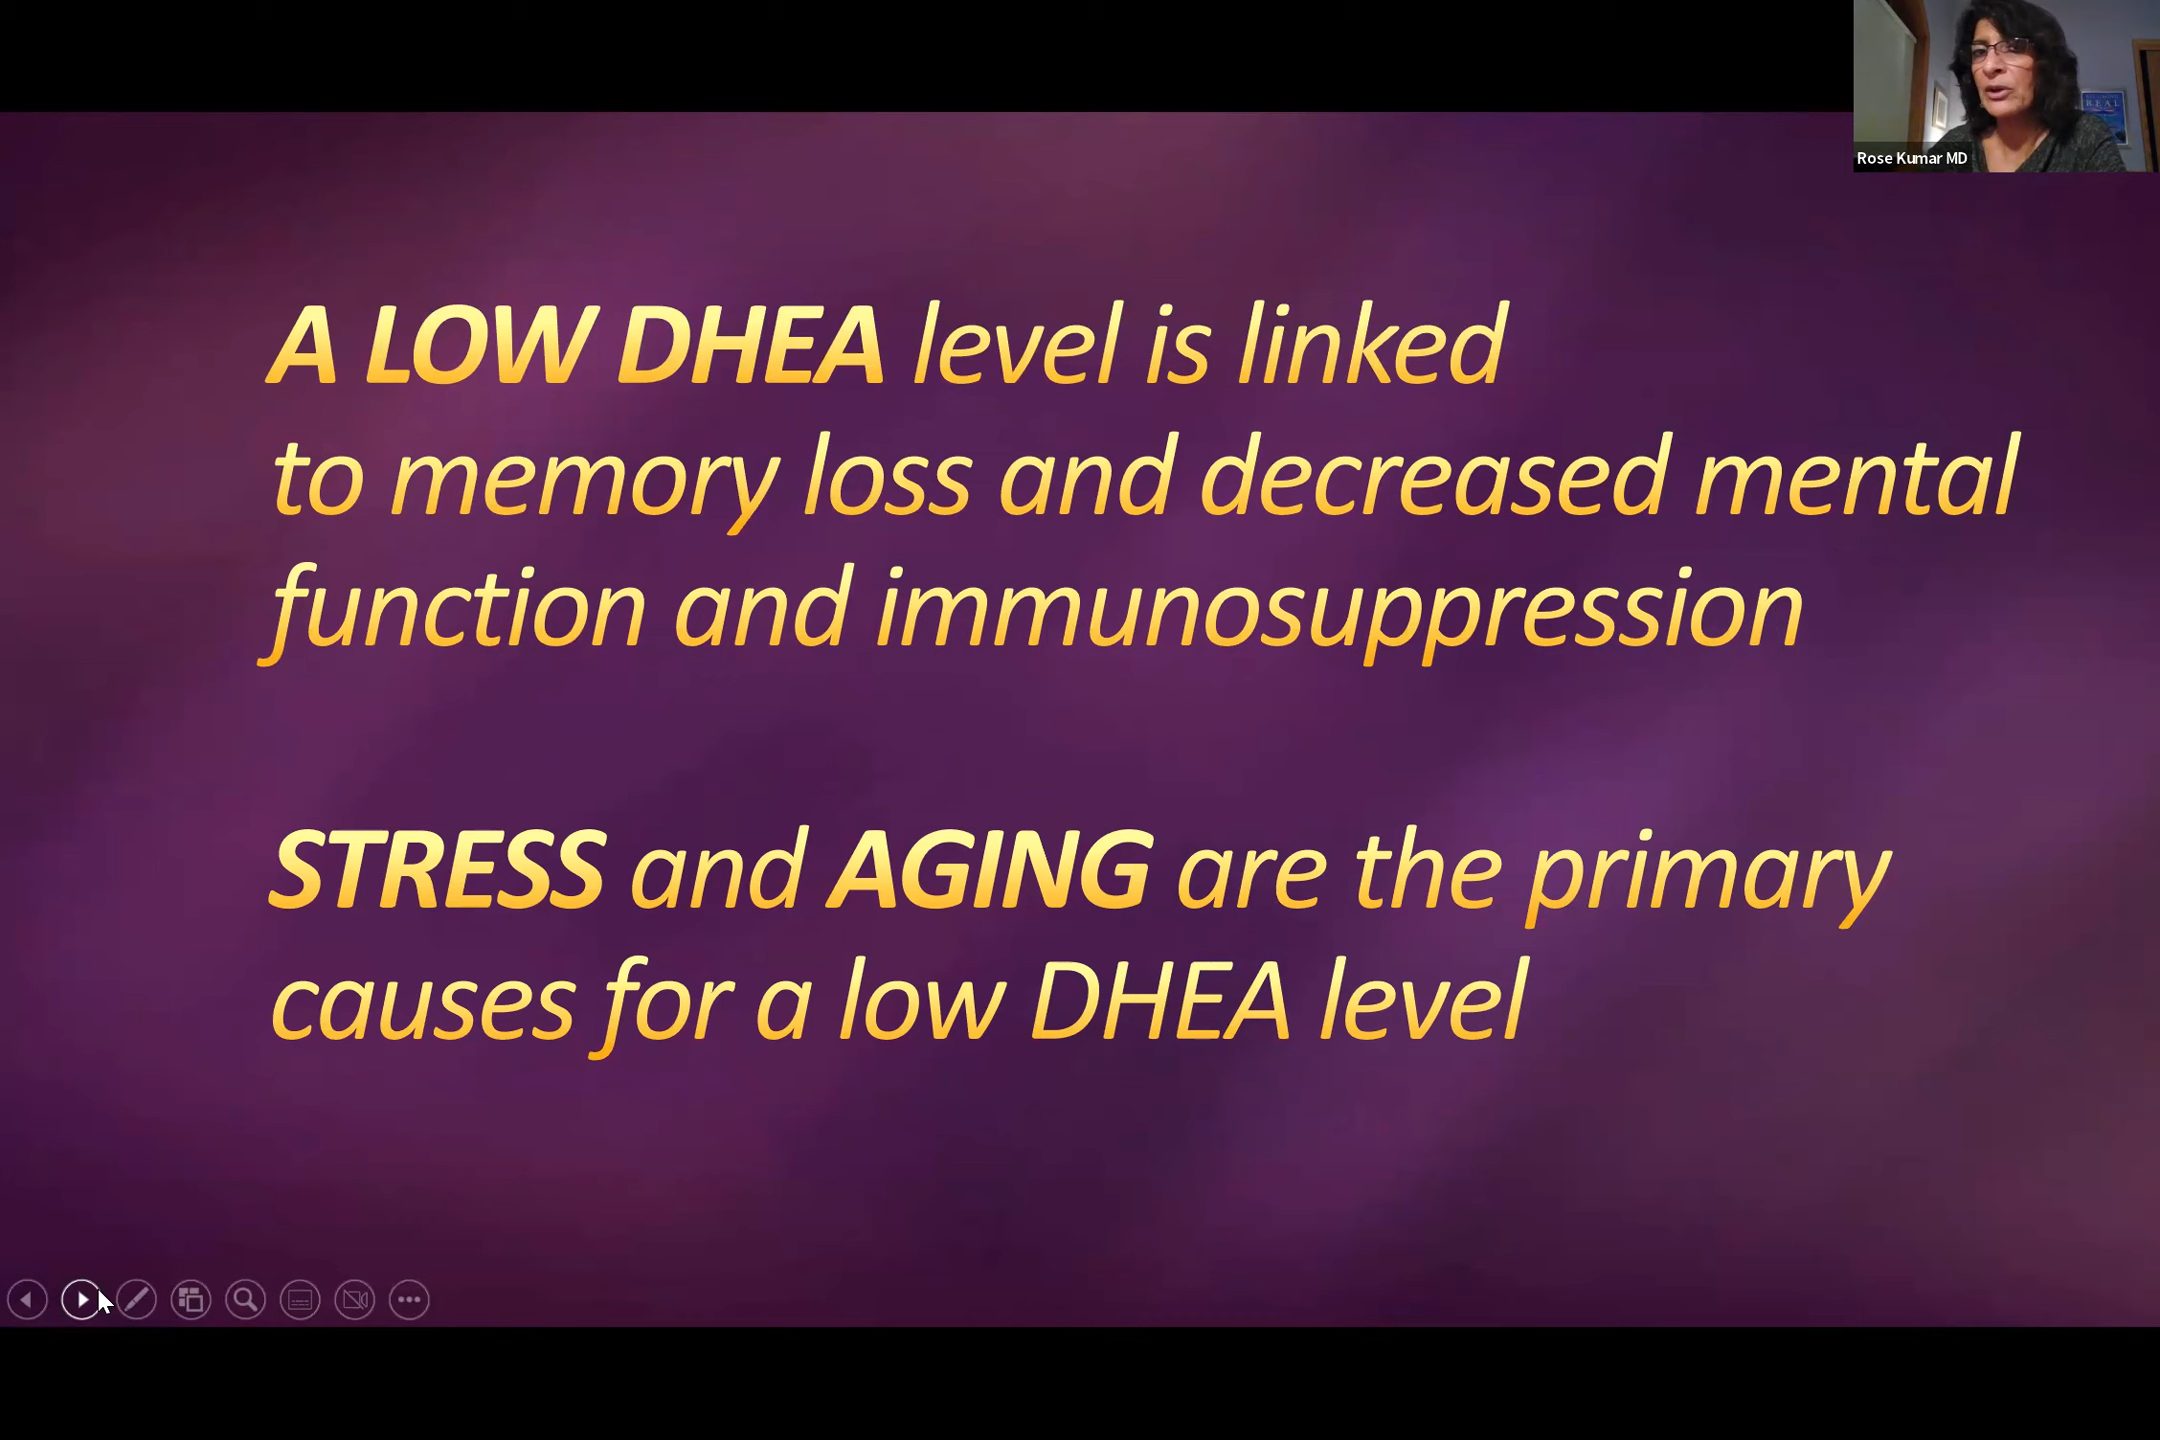 REAL
Rose Kumar MD
A LOW DHEA level is linked
to memory loss and decreased mental
function and immunosuppression
STRESS and AGING are the primary
causes for a low DHEA level